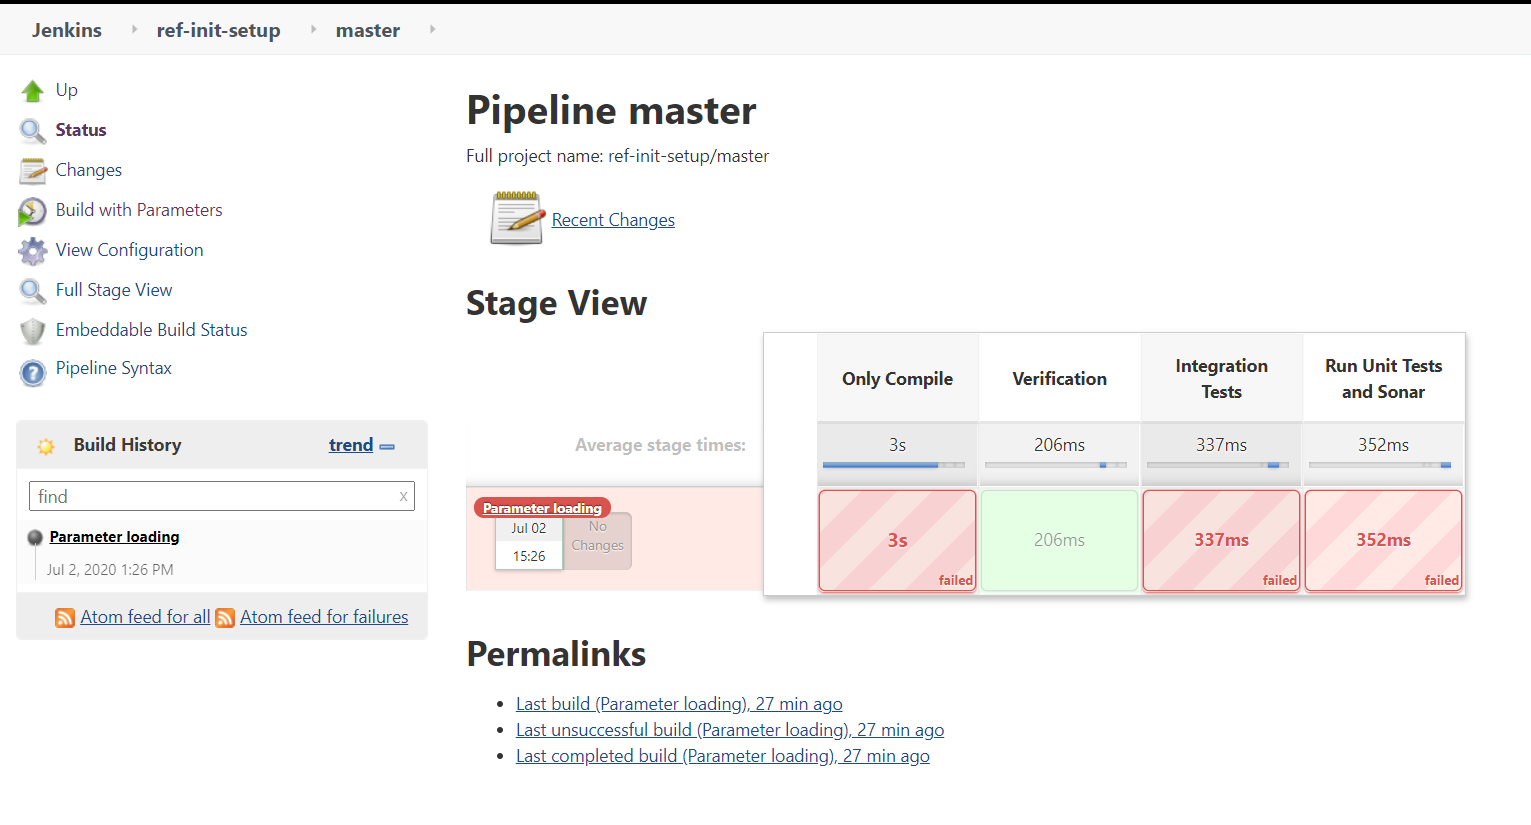 Jenkins ref-init-setup master
Up
Status
Changes
Build with Parameters
View Configuration
Full Stage View
Embeddable Build Status
Pipeline Syntax
Build History trend
find x
Parameter loading
Jul 2, 2020 1:26 PM
Atom feed for all Atom feed for failures
Pipeline master
Full project name: ref-init-setup/master
Recent Changes
Stage View
Only Compile
Verification
Integration
Tests
Run Unit Tests
and Sonar
Average stage times:
3s 206ms 337ms 352ms
Parameter loading
Jul 02
15:26
No
Changes
3s
failed
206ms
337ms
failed
352ms
failed
Permalinks
Last build (Parameter loading), 27 min ago
Last unsuccessful build (Parameter loading), 27 min ago
Last completed build (Parameter loading), 27 min ago